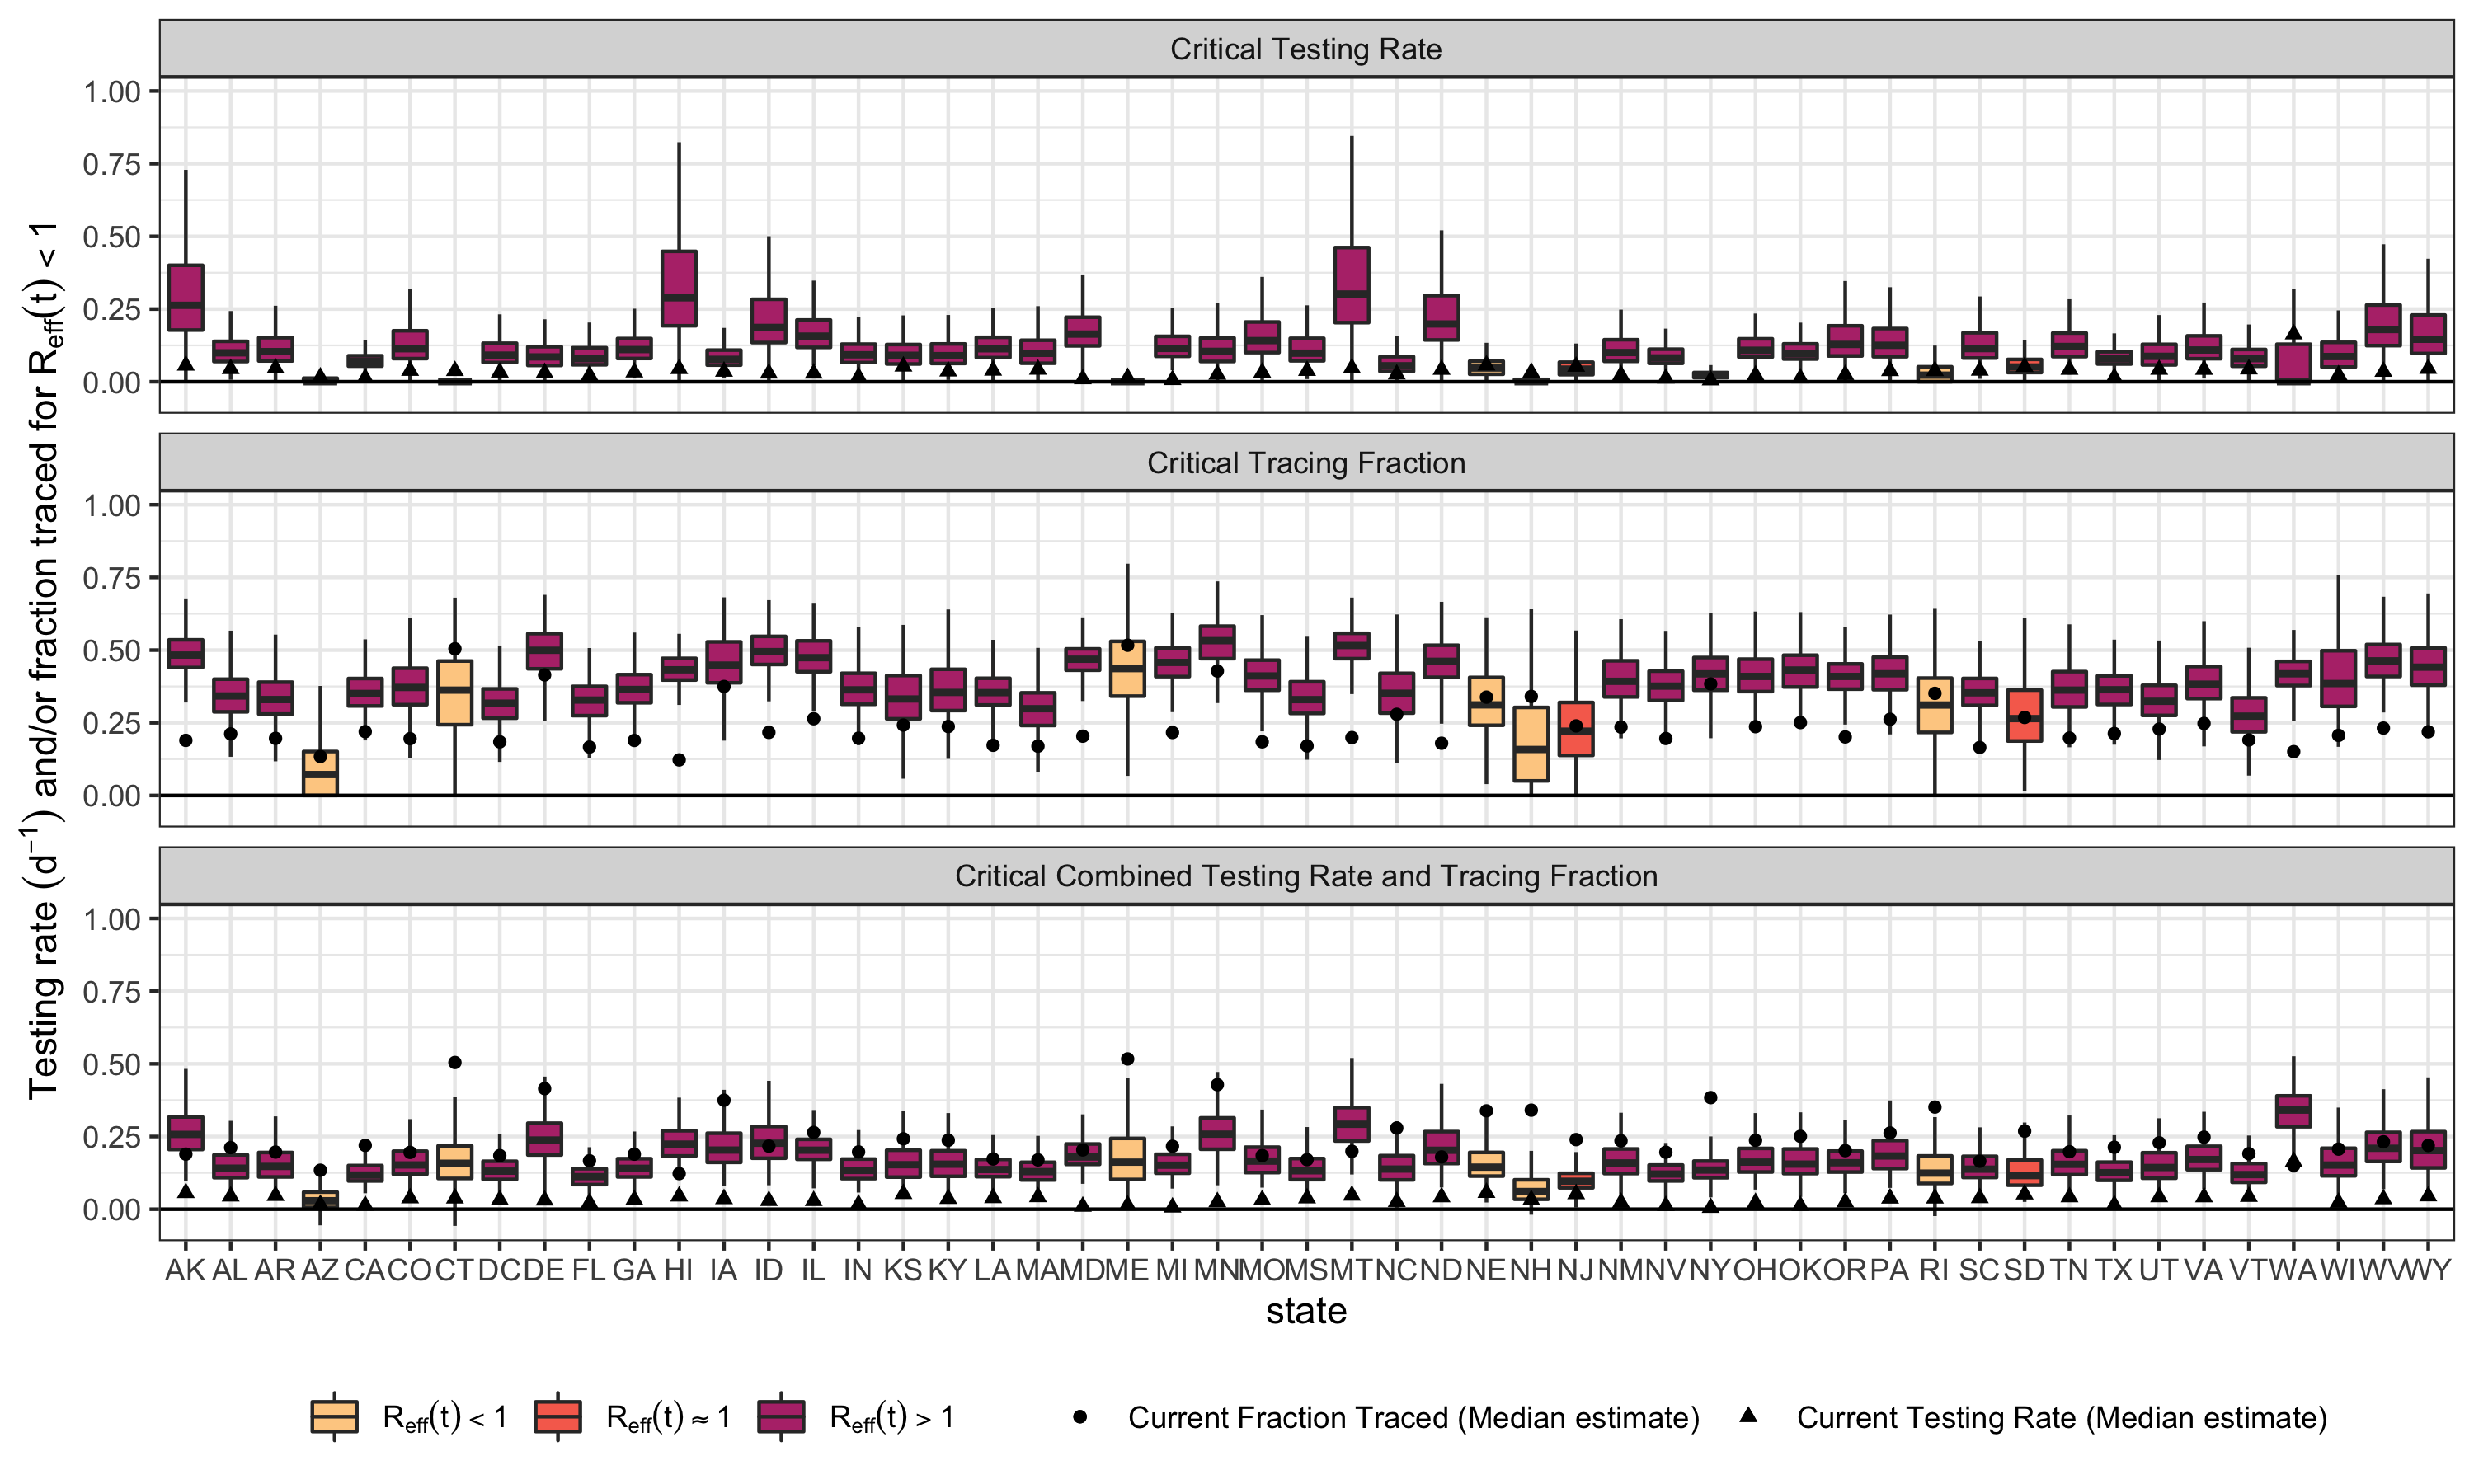 Critical Testing Rate
1.00
0.75
0.50
0.25
0.00
Critical Tracing Fraction
1.00
0.75
0.50
0.25
0.00
Critical Combined Testing Rate and Tracing Fraction
1.00
0.75
0.50
0.25
0.00
Testing rate (d⁻¹) and/or fraction traced for Reff(t) < 1
AK AL AR AZ CA CO CT DC DE FL GA HI IA ID IL IN KS KY LA MA MD ME MI MN MO MS MT NC ND NE NH NJ NM NV NY OH OK OR PA RI SC SD TN TX UT VA VT WA WI WV WY
state
Reff(t) < 1 Reff(t) ≈ 1 Reff(t) > 1 Current Fraction Traced (Median estimate) Current Testing Rate (Median estimate)